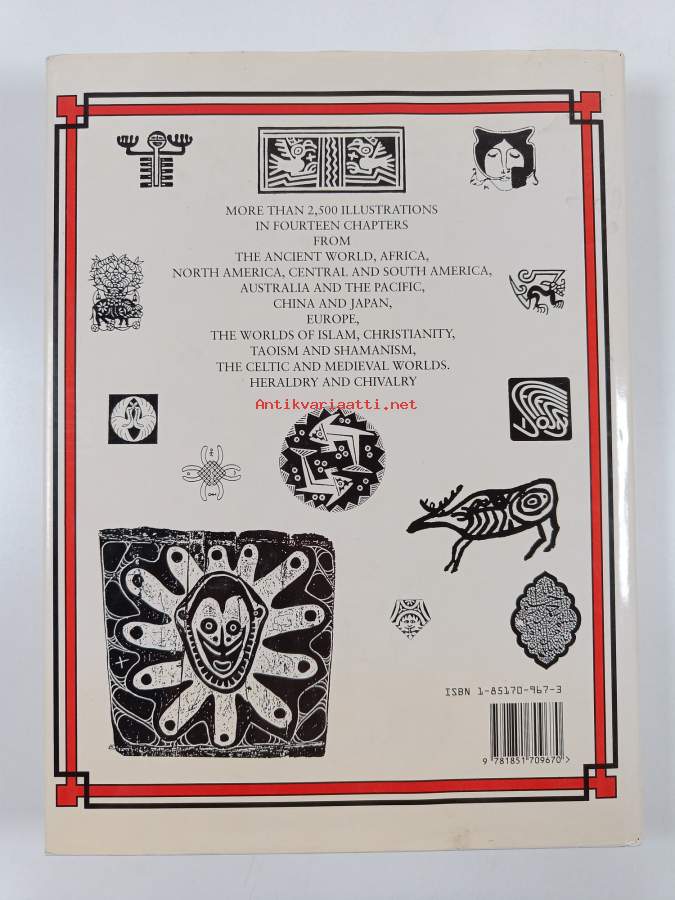 MORE THAN 2,500 ILLUSTRATIONS
IN FOURTEEN CHAPTERS
FROM
THE ANCIENT WORLD, AFRICA,
NORTH AMERICA, CENTRAL AND SOUTH AMERICA,
AUSTRALIA AND THE PACIFIC,
CHINA AND JAPAN,
EUROPE,
THE WORLDS OF ISLAM, CHRISTIANITY,
TAOISM AND SHAMANISM,
THE CELTIC AND MEDIEVAL WORLDS.
HERALDRY AND CHIVALRY
Antikvariaatti.net
ISBN 1-85170-967-3
9 781851 709670>